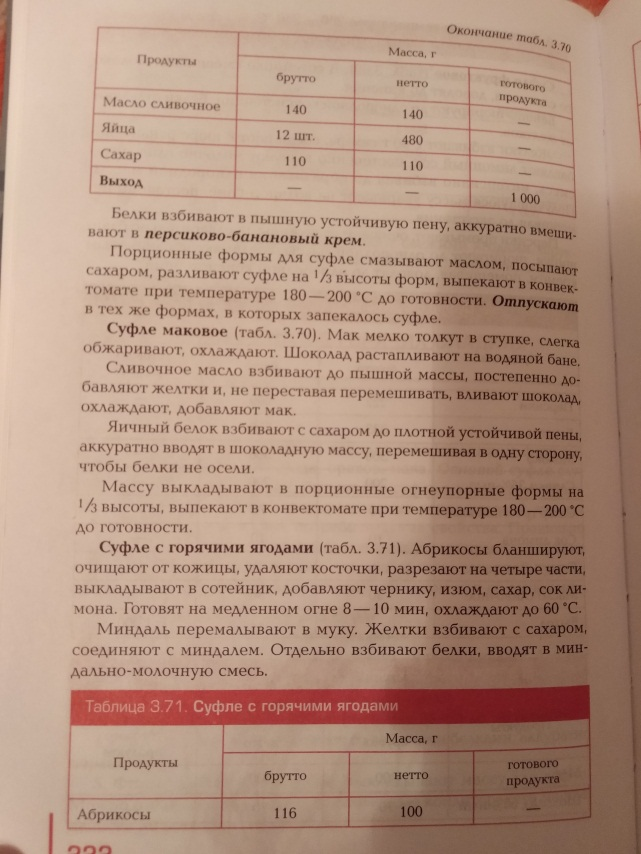 Окончание табл. 3.70
Продукты
Масса, г
брутто нетто готового
продукта
Масло сливочное 140 140 —
Яйца 12 шт. 480 —
Сахар 110 110 —
Выход — — 1 000
Белки взбивают в пышную устойчивую пену, аккуратно вмеши-
вают в персиково-банановый крем.
Порционные формы для суфле смазывают маслом, посыпают
сахаром, разливают суфле на 1/3 высоты форм, выпекают в конвек-
томате при температуре 180 — 200 °С до готовности. Отпускают
в тех же формах, в которых запекалось суфле.
Суфле маковое (табл. 3.70). Мак мелко толкут в ступке, слегка
обжаривают, охлаждают. Шоколад растапливают на водяной бане.
Сливочное масло взбивают до пышной массы, постепенно до-
бавляют желтки и, не переставая перемешивать, вливают шоколад,
охлаждают, добавляют мак.
Яичный белок взбивают с сахаром до плотной устойчивой пены,
аккуратно вводят в шоколадную массу, перемешивая в одну сторону,
чтобы белки не осели.
Массу выкладывают в порционные огнеупорные формы на
1/3 высоты, выпекают в конвектомате при температуре 180 — 200 °С
до готовности.
Суфле с горячими ягодами (табл. 3.71). Абрикосы бланшируют,
очищают от кожицы, удаляют косточки, разрезают на четыре части,
выкладывают в сотейник, добавляют чернику, изюм, сахар, сок ли-
мона. Готовят на медленном огне 8 — 10 мин, охлаждают до 60 °С.
Миндаль перемалывают в муку. Желтки взбивают с сахаром,
соединяют с миндалем. Отдельно взбивают белки, вводят в мин-
дально-молочную смесь.
Таблица 3.71. Суфле с горячими ягодами
Продукты
Масса, г
брутто нетто готового
продукта
Абрикосы 116 100 —